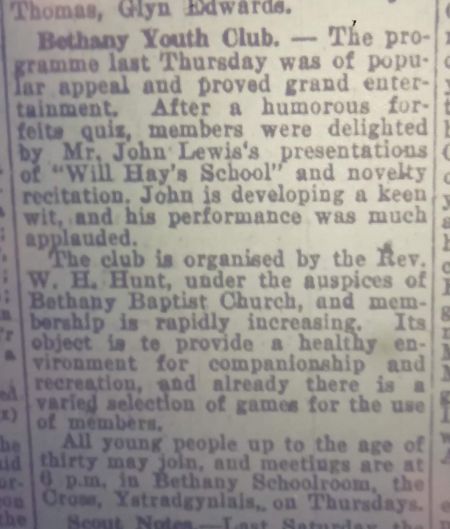 Thomas, Glyn Edwards.
Bethany Youth Club. — The pro-
gramme last Thursday was of popu-
lar appeal and proved grand enter-
tainment. After a humorous for-
feits quiz, members were delighted
by Mr. John Lewis's presentations
of "Will Hay's School" and novelty
recitation. John is developing a keen
wit, and his performance was much
applauded.
The club is organised by the Rev.
W. H. Hunt, under the auspices of
Bethany Baptist Church, and mem-
bership is rapidly increasing. Its
object is te provide a healthy en-
vironment for companionship and
recreation, and already there is a
varied selection of games for the use
of members.
All young people up to the age of
thirty may join, and meetings are at
6 p.m. in Bethany Schoolroom, the
Cross, Ystradgynlais, on Thursdays.
Scout Notes—Last Saturday the